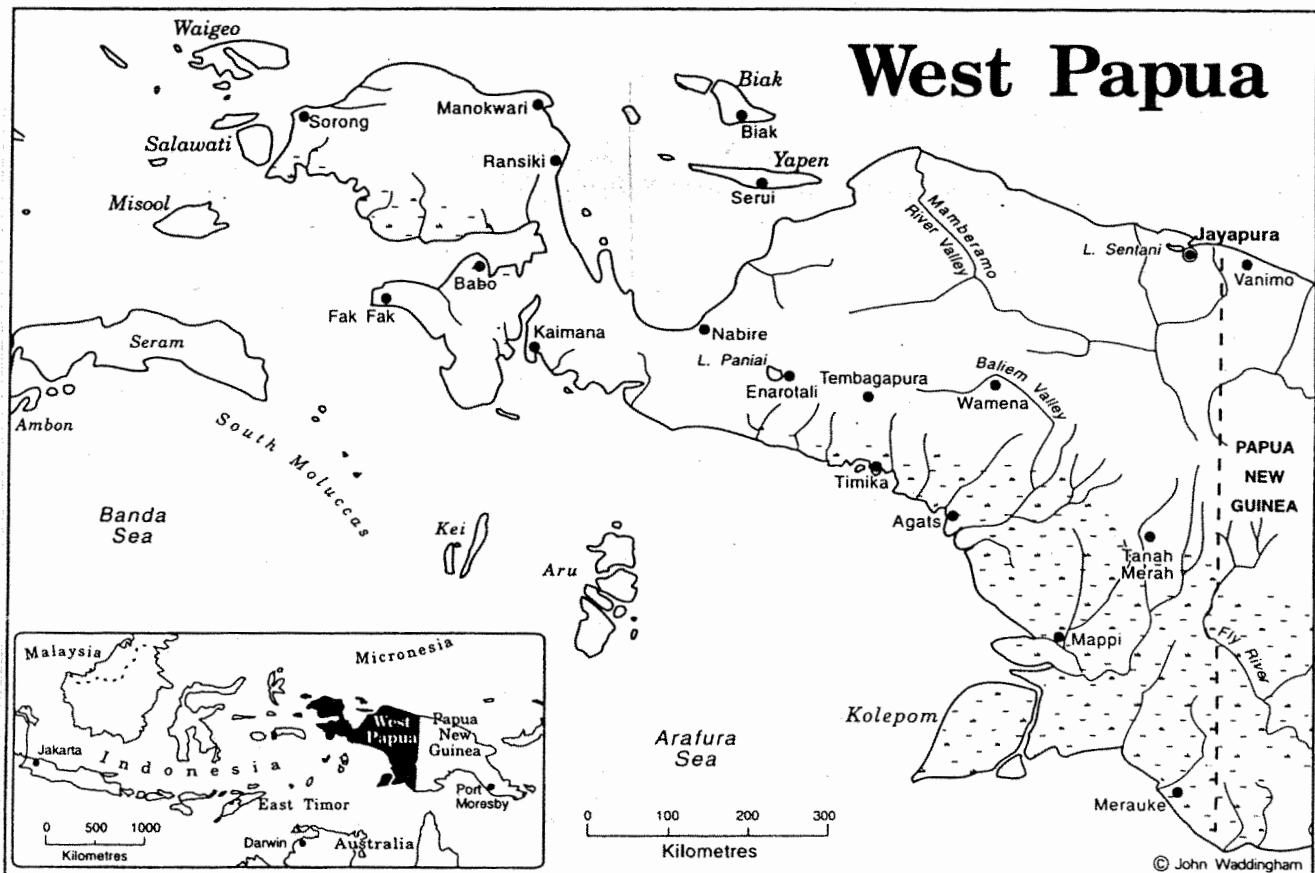 West Papua
Waigeo
Biak
Manokwari
Sorong
Biak
Salawati
Ransiki
Yapen
Serui
Misool
Mamberamo
River Valley
Jayapura
L. Sentani
Vanimo
Babo
Fak Fak
Seram
Kaimana
Nabire
L. Paniai
Enarotali
Tembagapura
Baliem Valley
Wamena
Ambon
South Moluccas
PAPUA
NEW
GUINEA
Timika
Banda
Sea
Kei
Agats
Aru
Tanah
Merah
Mappi
Fly River
Kolepom
Arafura
Sea
Merauke
0 100 200 300
Kilometres
© John Waddingham
Malaysia
Micronesia
West
Papua
Papua
New
Guinea
Jakarta
Indonesia
Port
Moresby
East Timor
0 500 1000
Kilometres
Darwin
Australia